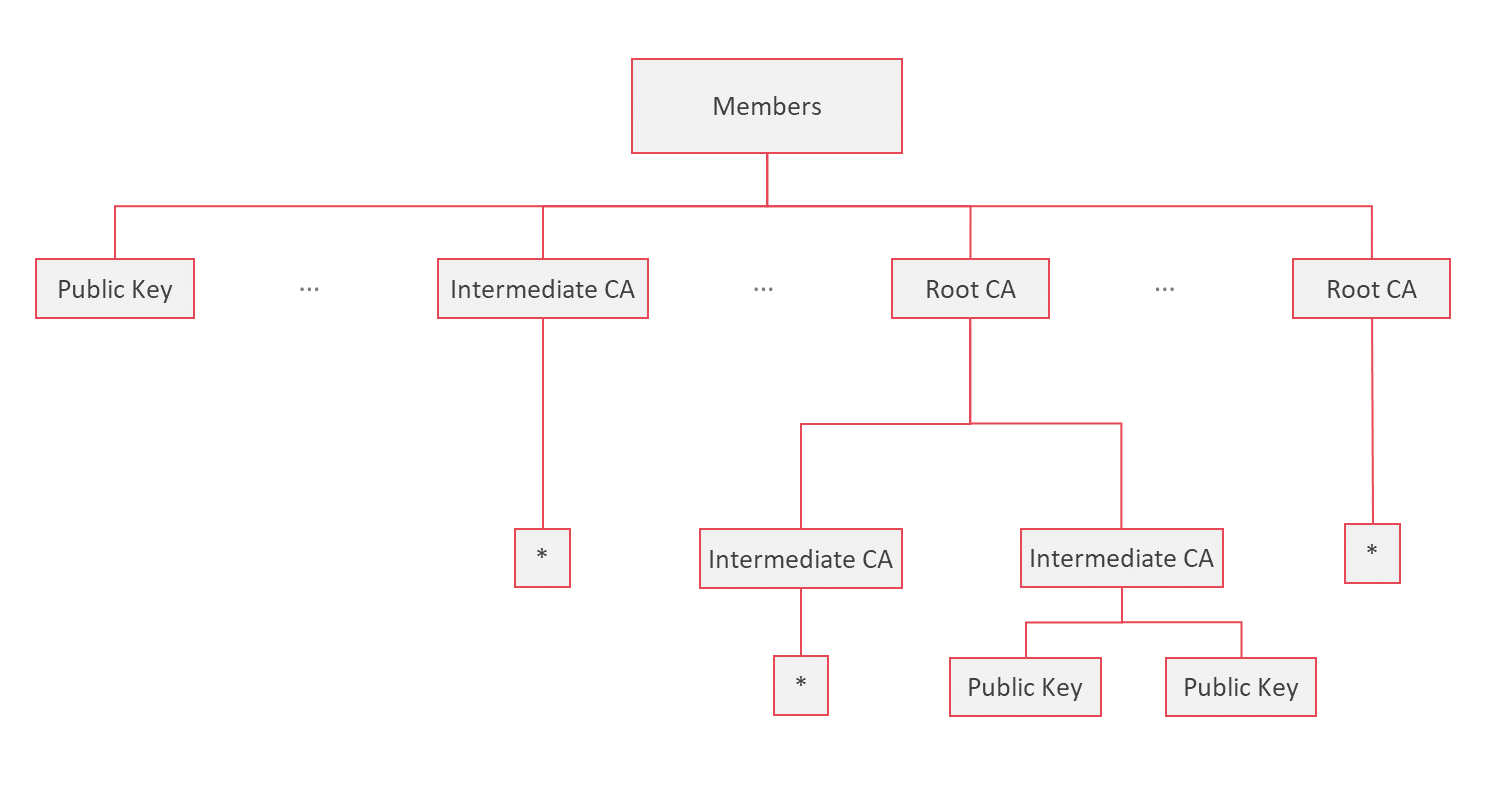 Members
Public Key ... Intermediate CA ... Root CA ... Root CA
* Intermediate CA Intermediate CA *
* Public Key Public Key